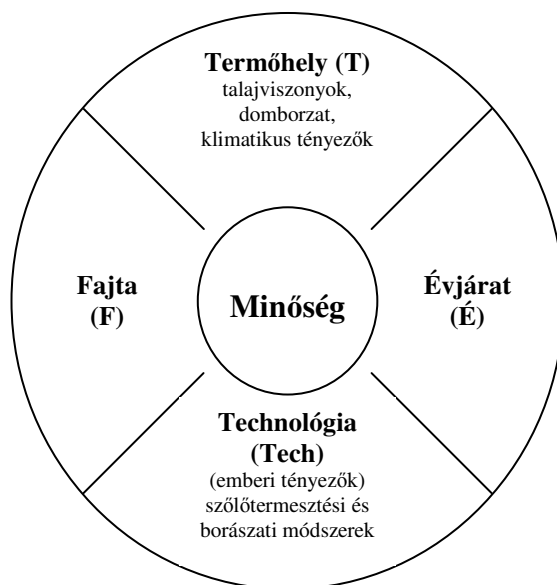 Termőhely (T)
talajviszonyok,
domborzat,
klimatikus tényezők
Fajta
(F)
Minőség
Évjárat
(É)
Technológia
(Tech)
(emberi tényezők)
szőlőtermesztési és
borászati módszerek